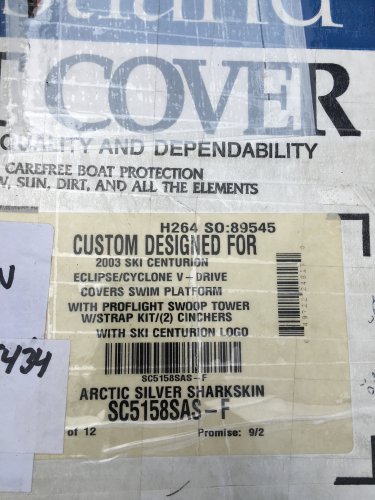 COVER
QUALITY AND DEPENDABILITY
CAREFREE BOAT PROTECTION
SUN, DIRT, AND ALL THE ELEMENTS
H264 SO:89545
CUSTOM DESIGNED FOR
2003 SKI CENTURION
ECLIPSE/CYCLONE V-DRIVE
COVERS SWIM PLATFORM
WITH PROFLIGHT SWOOP TOWER
W/STRAP KIT/(2) CINCHERS
WITH SKI CENTURION LOGO
SC5158SAS-F
434
ARCTIC SILVER SHARKSKIN
SC5158SAS-F
of 12 Promise: 9/2